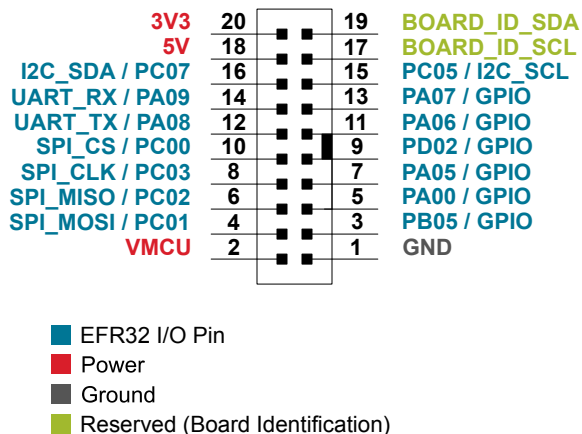 3V3 20 19 BOARD_ID_SDA
5V 18 17 BOARD_ID_SCL
I2C_SDA / PC07 16 15 PC05 / I2C_SCL
UART_RX / PA09 14 13 PA07 / GPIO
UART_TX / PA08 12 11 PA06 / GPIO
SPI_CS / PC00 10 9 PD02 / GPIO
SPI_CLK / PC03 8 7 PA05 / GPIO
SPI_MISO / PC02 6 5 PA00 / GPIO
SPI_MOSI / PC01 4 3 PB05 / GPIO
VMCU 2 1 GND
EFR32 I/O Pin
Power
Ground
Reserved (Board Identification)